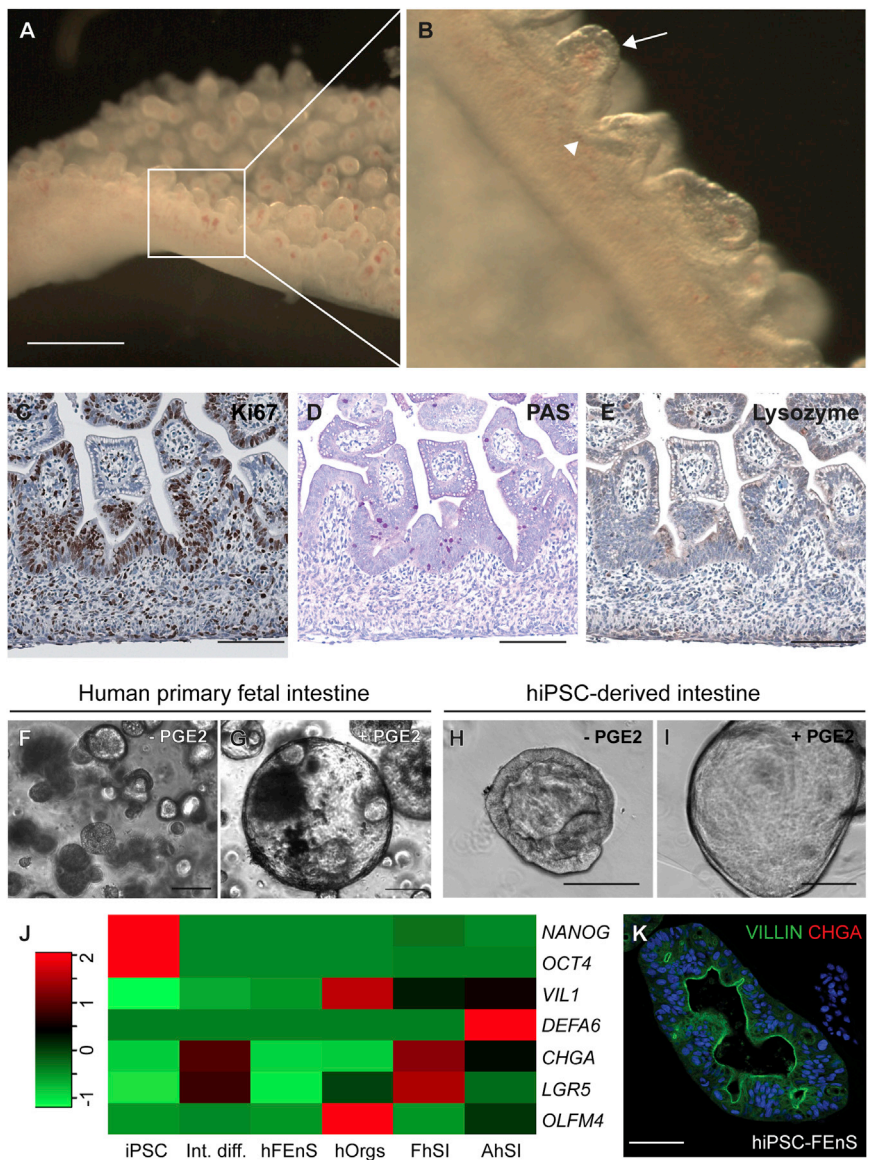 A
B
C
Ki67
D
PAS
E
Lysozyme
Human primary fetal intestine
hiPSC-derived intestine
F
- PGE2
G
+ PGE2
H
- PGE2
I
+ PGE2
J
2
1
0
-1
NANOG
OCT4
VIL1
DEFA6
CHGA
LGR5
OLFM4
iPSC Int. diff. hFEnS hOrgs FhSI AhSI
K
VILLIN CHGA
hiPSC-FEnS